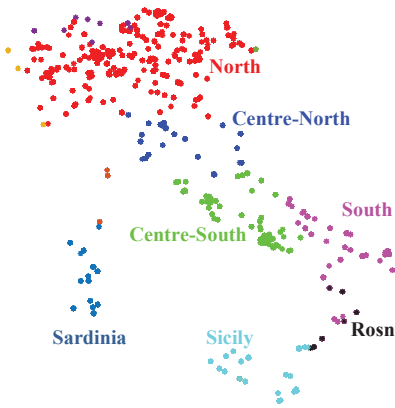 North
Centre-North
South
Centre-South
Rosn
Sardinia
Sicily